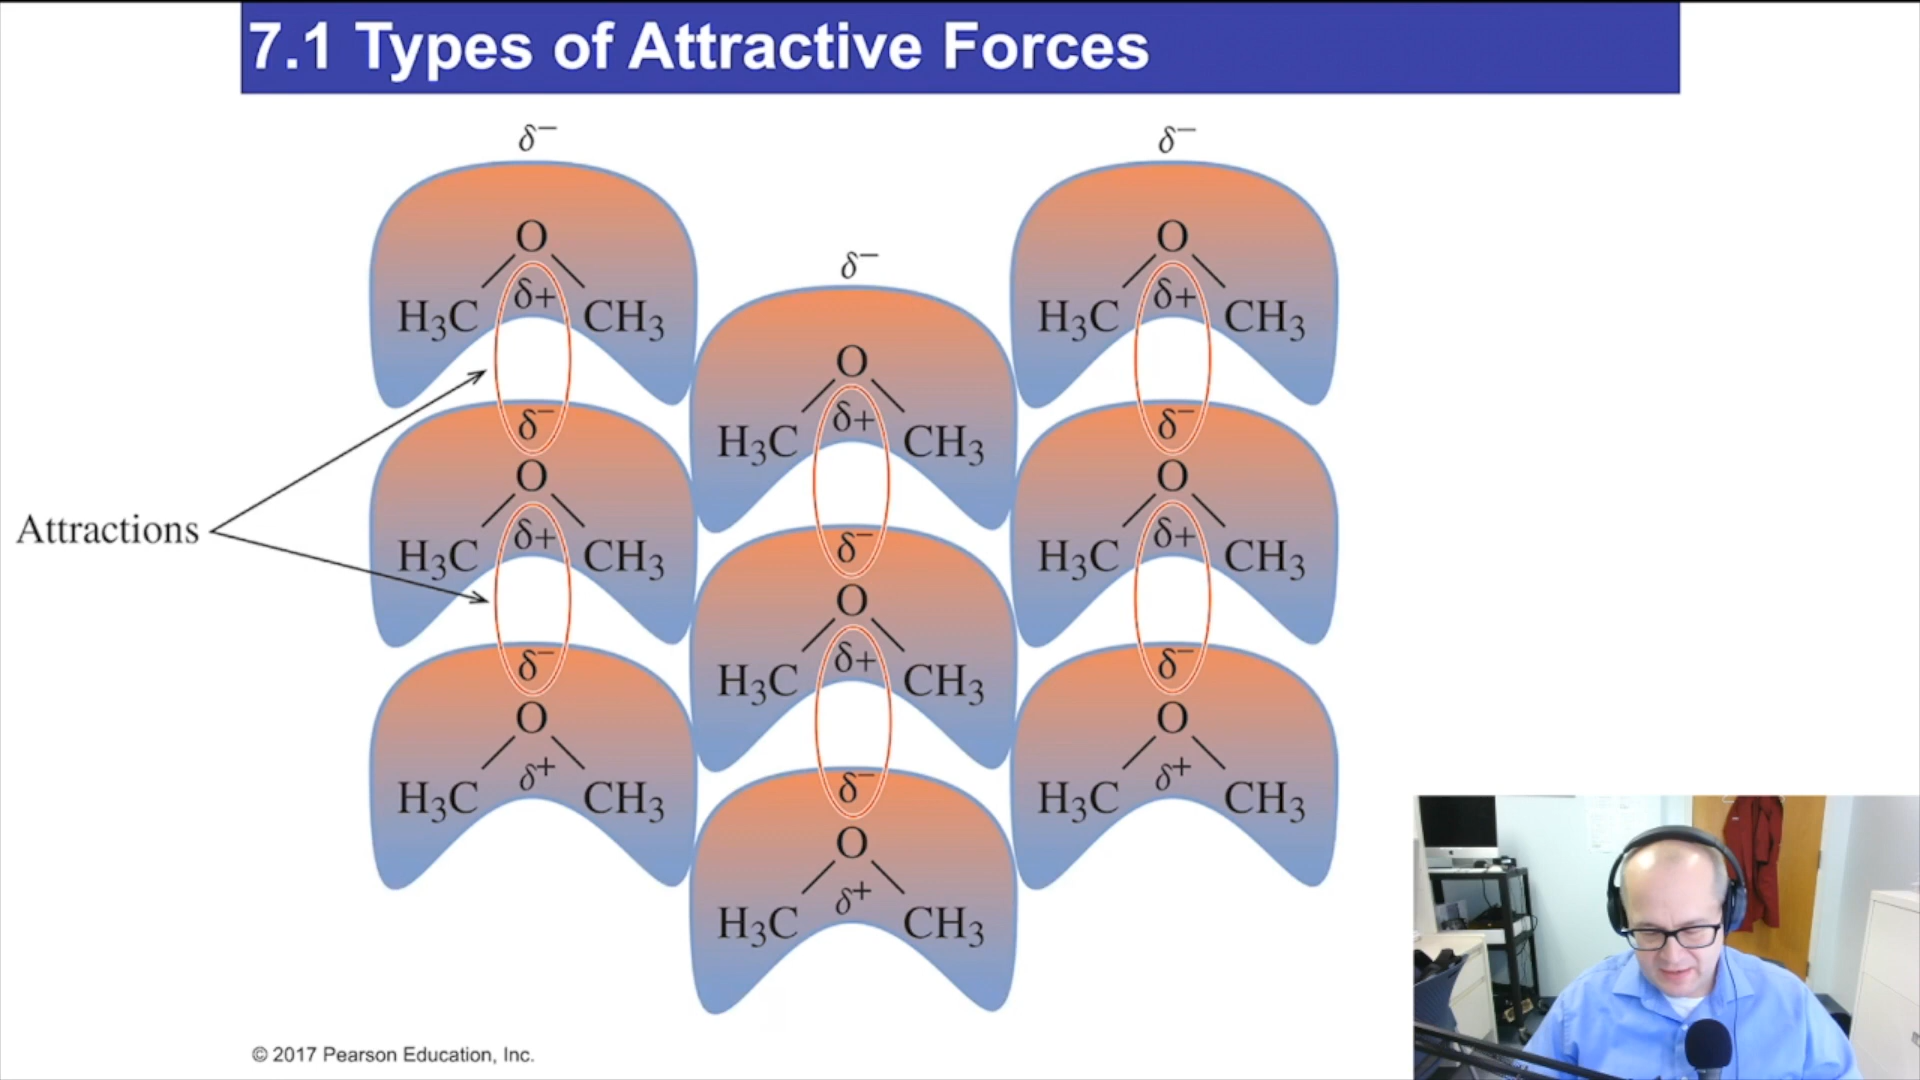 7.1 Types of Attractive Forces
δ⁻ δ⁻
O O
δ⁻
δ+ δ+
H₃C CH₃ H₃C CH₃
O
δ⁻ δ+ δ⁻
H₃C CH₃
O O
Attractions
δ+ δ+
H₃C CH₃ δ⁻ H₃C CH₃
O
δ⁻ δ+ δ⁻
H₃C CH₃
O O
δ⁺ δ⁺
H₃C CH₃ δ⁻ H₃C CH₃
O
δ⁺
H₃C CH₃
© 2017 Pearson Education, Inc.